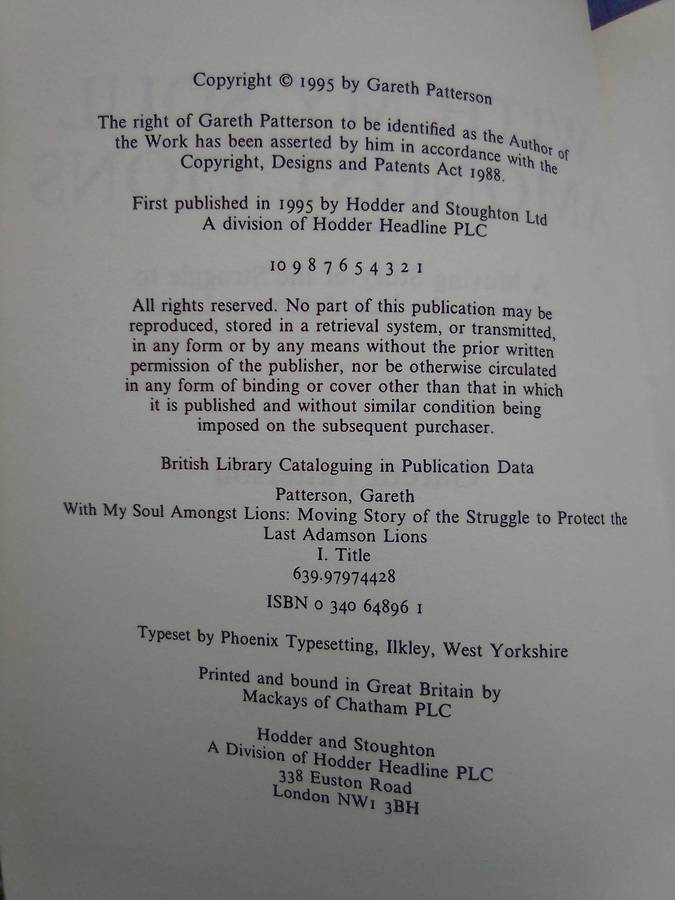 Copyright © 1995 by Gareth Patterson
The right of Gareth Patterson to be identified as the Author of
the Work has been asserted by him in accordance with the
Copyright, Designs and Patents Act 1988.
First published in 1995 by Hodder and Stoughton Ltd
A division of Hodder Headline PLC
10 9 8 7 6 5 4 3 2 1
All rights reserved. No part of this publication may be
reproduced, stored in a retrieval system, or transmitted,
in any form or by any means without the prior written
permission of the publisher, nor be otherwise circulated
in any form of binding or cover other than that in which
it is published and without similar condition being
imposed on the subsequent purchaser.
British Library Cataloguing in Publication Data
Patterson, Gareth
With My Soul Amongst Lions: Moving Story of the Struggle to Protect the
Last Adamson Lions
I. Title
639.97974428
ISBN 0 340 64896 1
Typeset by Phoenix Typesetting, Ilkley, West Yorkshire
Printed and bound in Great Britain by
Mackays of Chatham PLC
Hodder and Stoughton
A Division of Hodder Headline PLC
338 Euston Road
London NW1 3BH